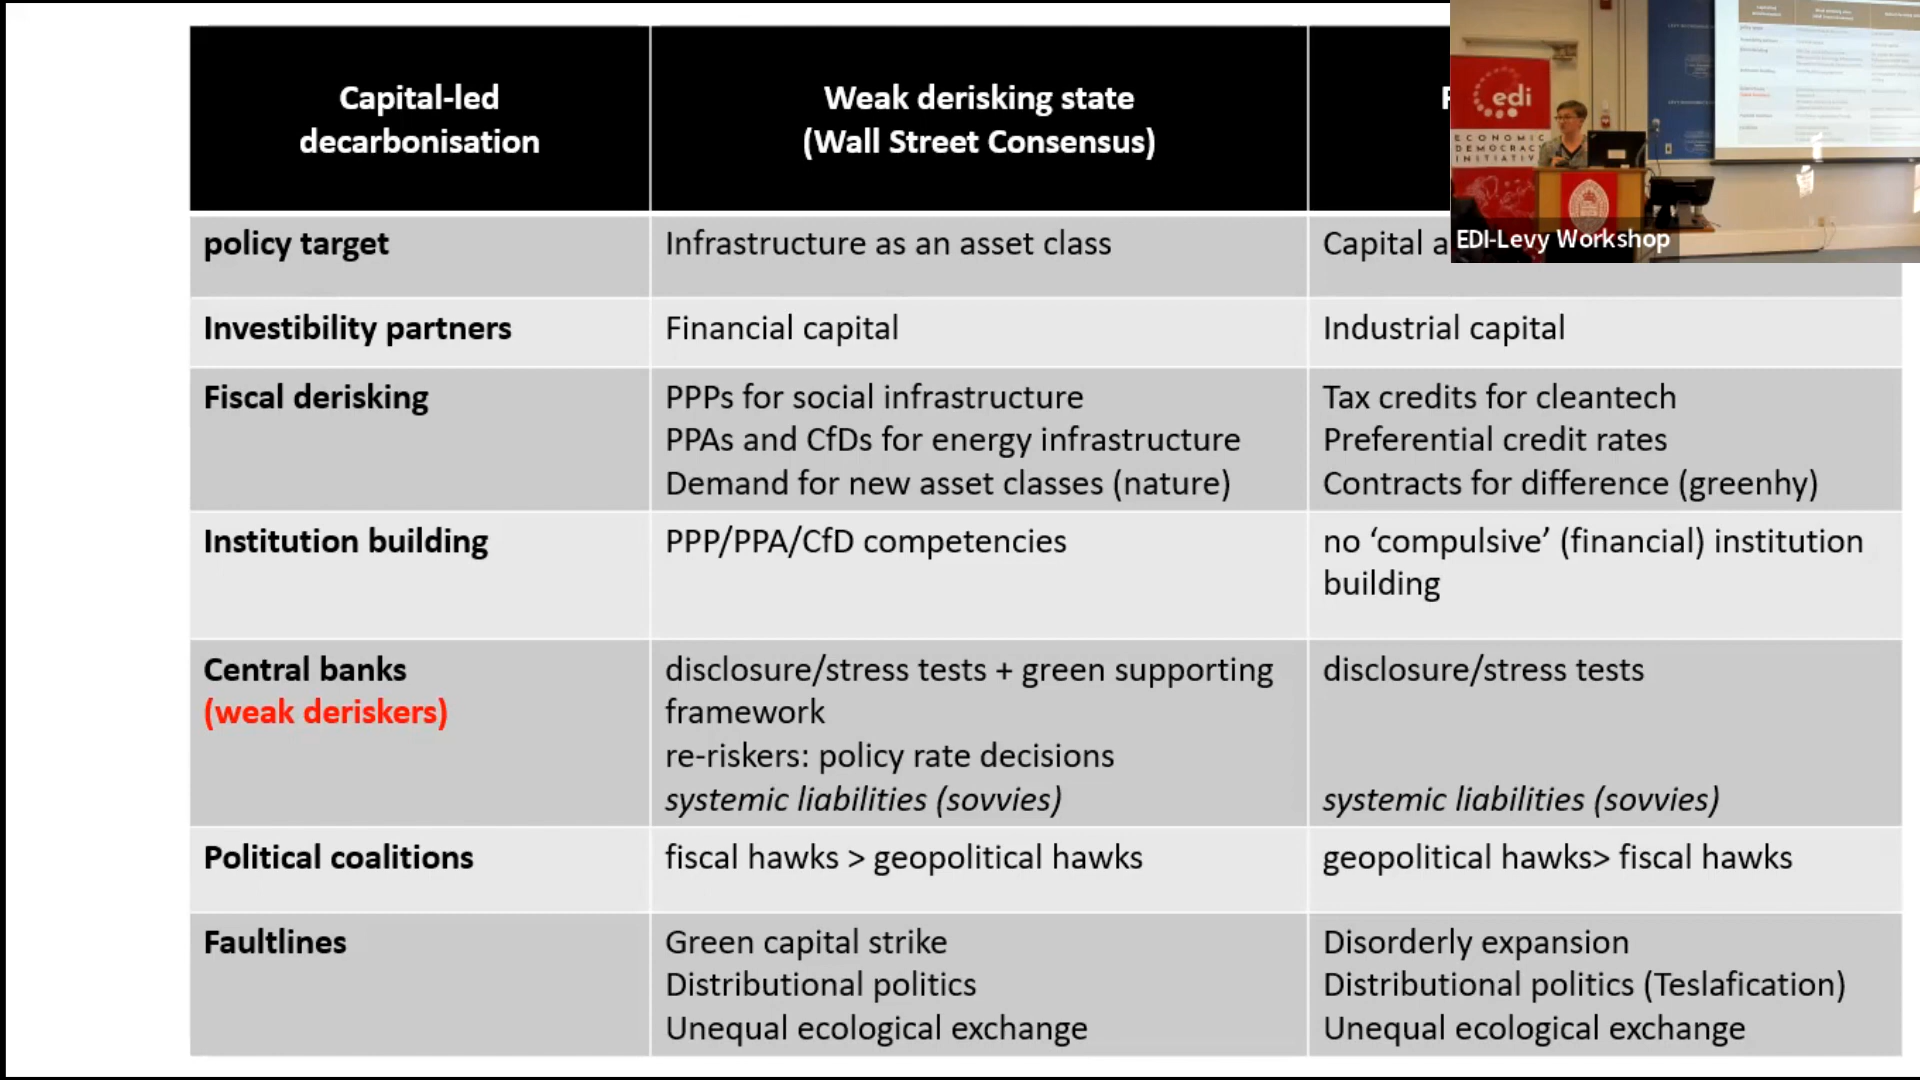 Capital-led
decarbonisation
Weak derisking state
(Wall Street Consensus)
policy target
Infrastructure as an asset class
Capital a
Investibility partners
Financial capital
Industrial capital
Fiscal derisking
PPPs for social infrastructure
PPAs and CfDs for energy infrastructure
Demand for new asset classes (nature)
Tax credits for cleantech
Preferential credit rates
Contracts for difference (greenhy)
Institution building
PPP/PPA/CfD competencies
no ‘compulsive’ (financial) institution
building
Central banks
(weak deriskers)
disclosure/stress tests + green supporting
framework
re-riskers: policy rate decisions
systemic liabilities (sovvies)
disclosure/stress tests
systemic liabilities (sovvies)
Political coalitions
fiscal hawks > geopolitical hawks
geopolitical hawks> fiscal hawks
Faultlines
Green capital strike
Distributional politics
Unequal ecological exchange
Disorderly expansion
Distributional politics (Teslafication)
Unequal ecological exchange
edi
ECONOMIC
DEMOCRACY
INITIATIV
EDI-Levy Workshop